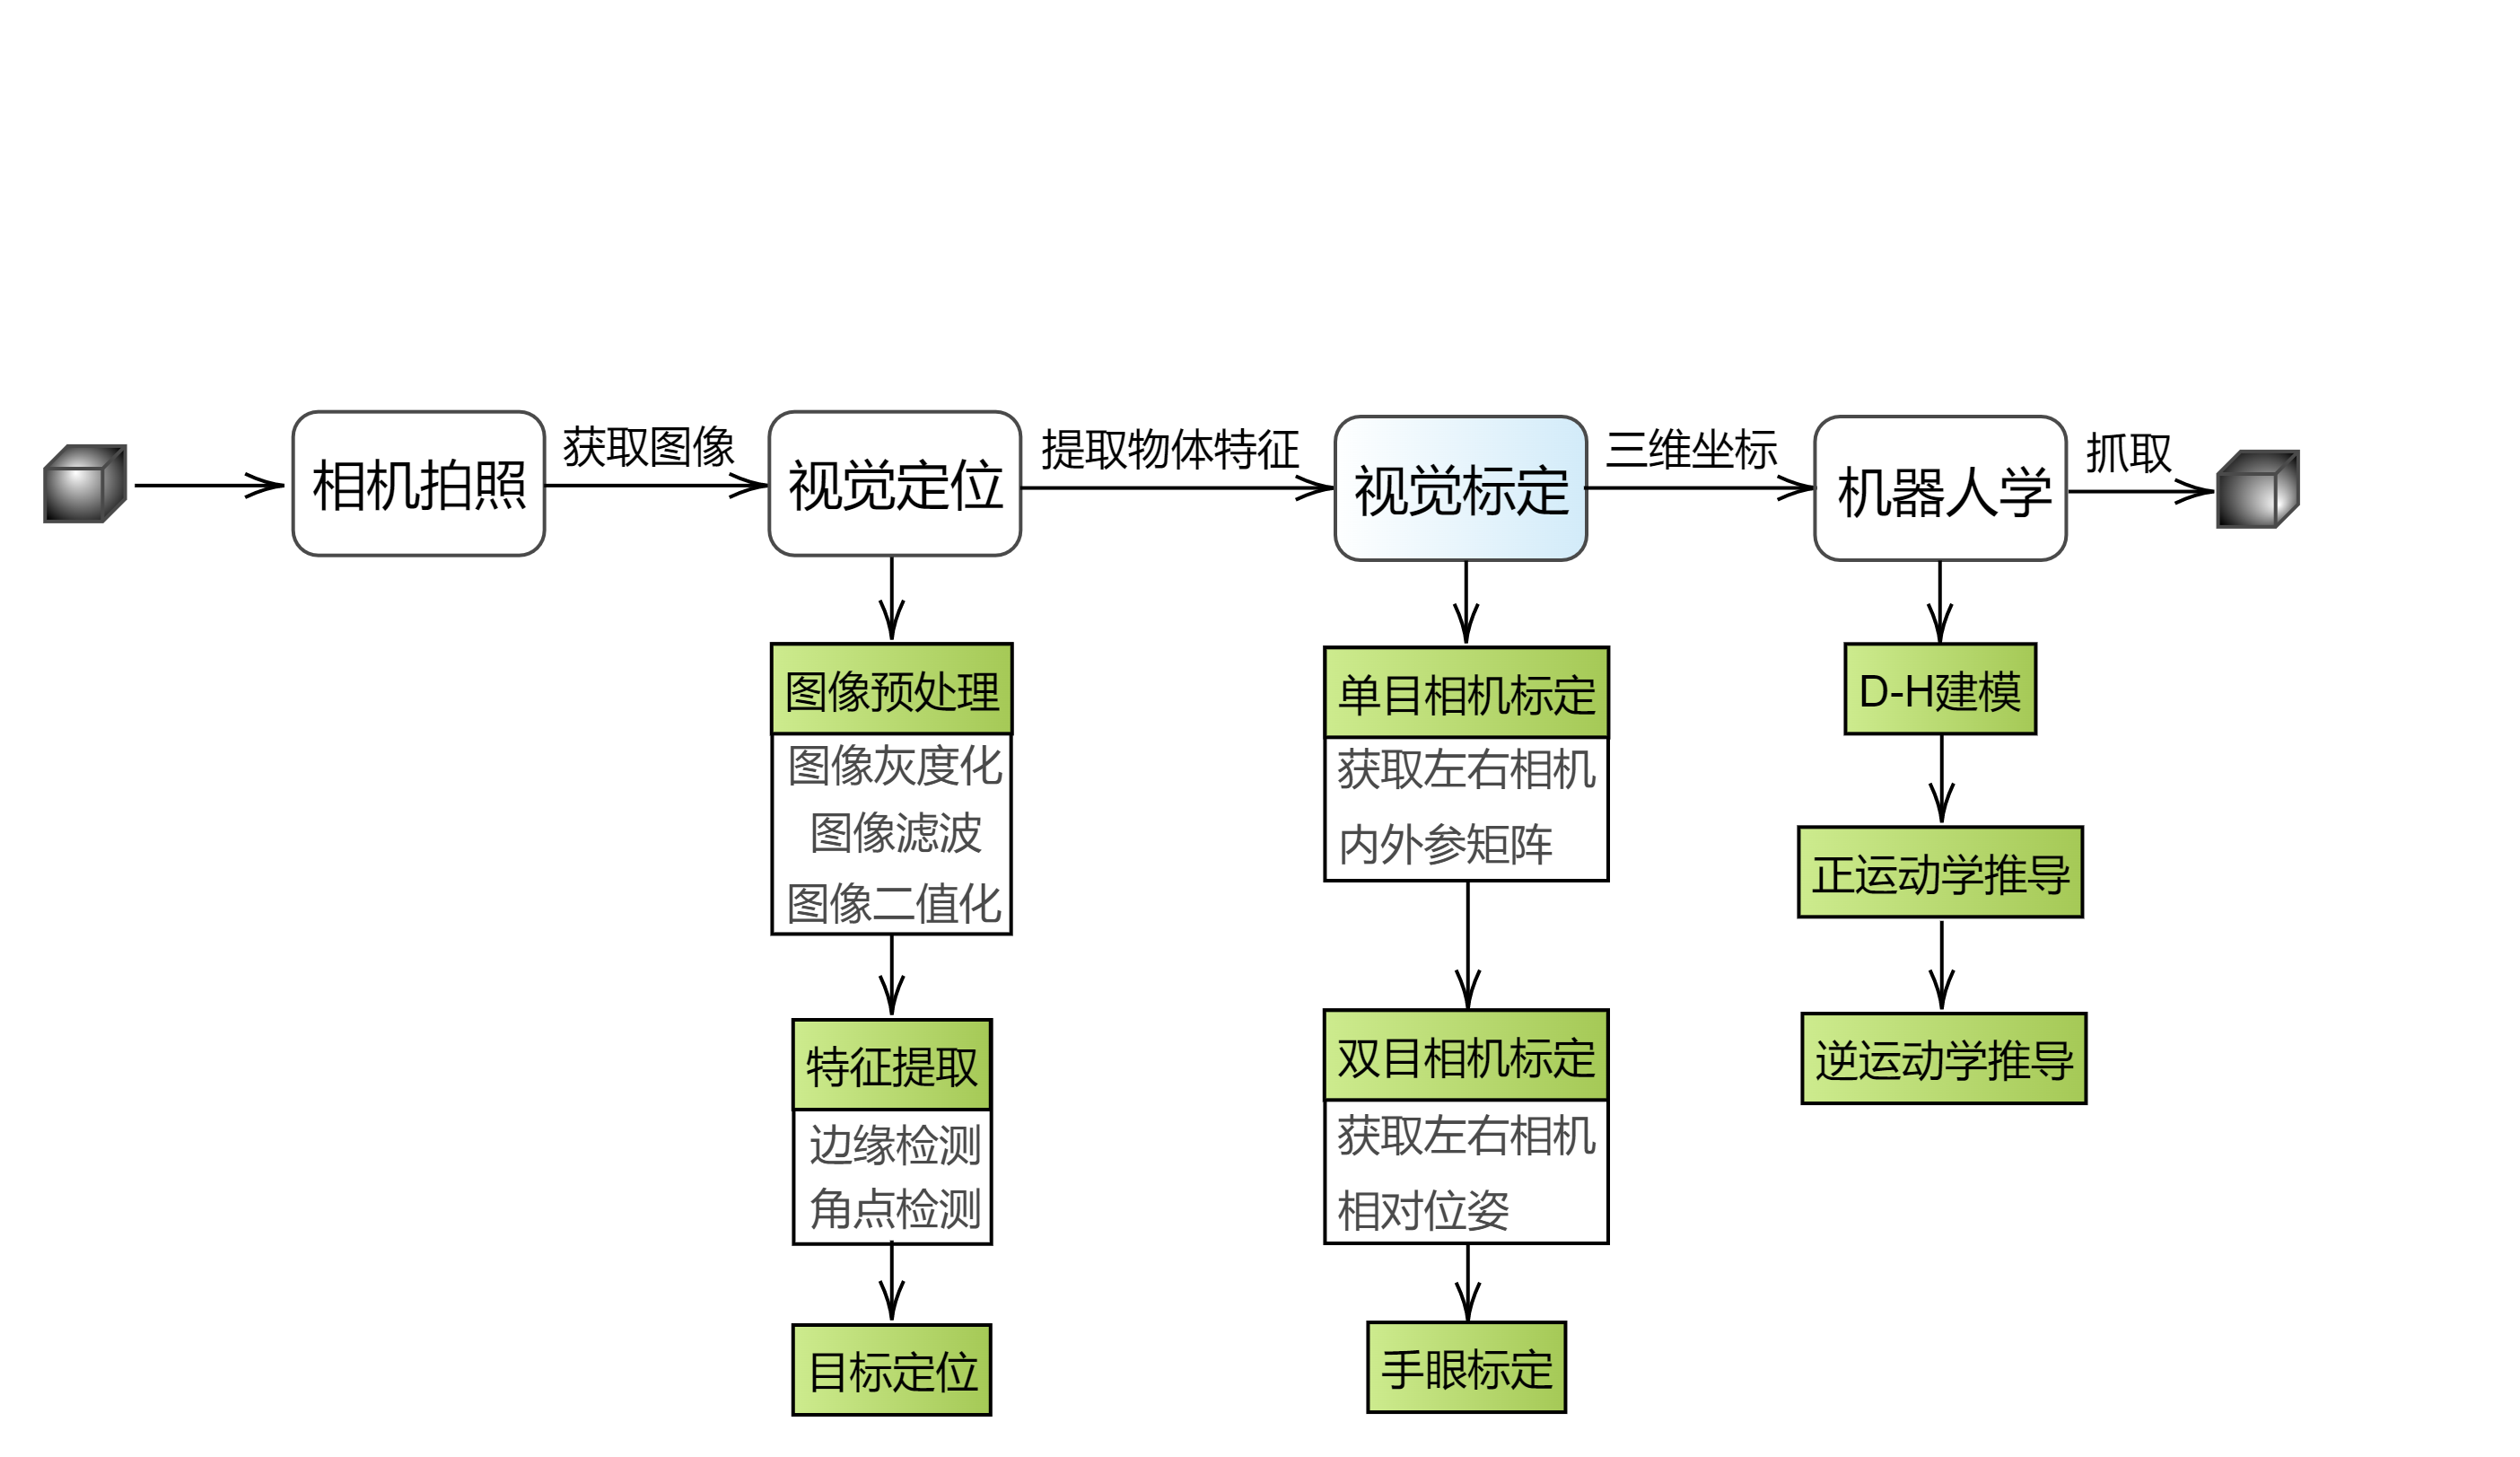 相机拍照
获取图像
视觉定位
提取物体特征
视觉标定
三维坐标
机器人学
抓取
图像预处理
图像灰度化
图像滤波
图像二值化
特征提取
边缘检测
角点检测
目标定位
单目相机标定
获取左右相机
内外参矩阵
双目相机标定
获取左右相机
相对位姿
手眼标定
D-H建模
正运动学推导
逆运动学推导